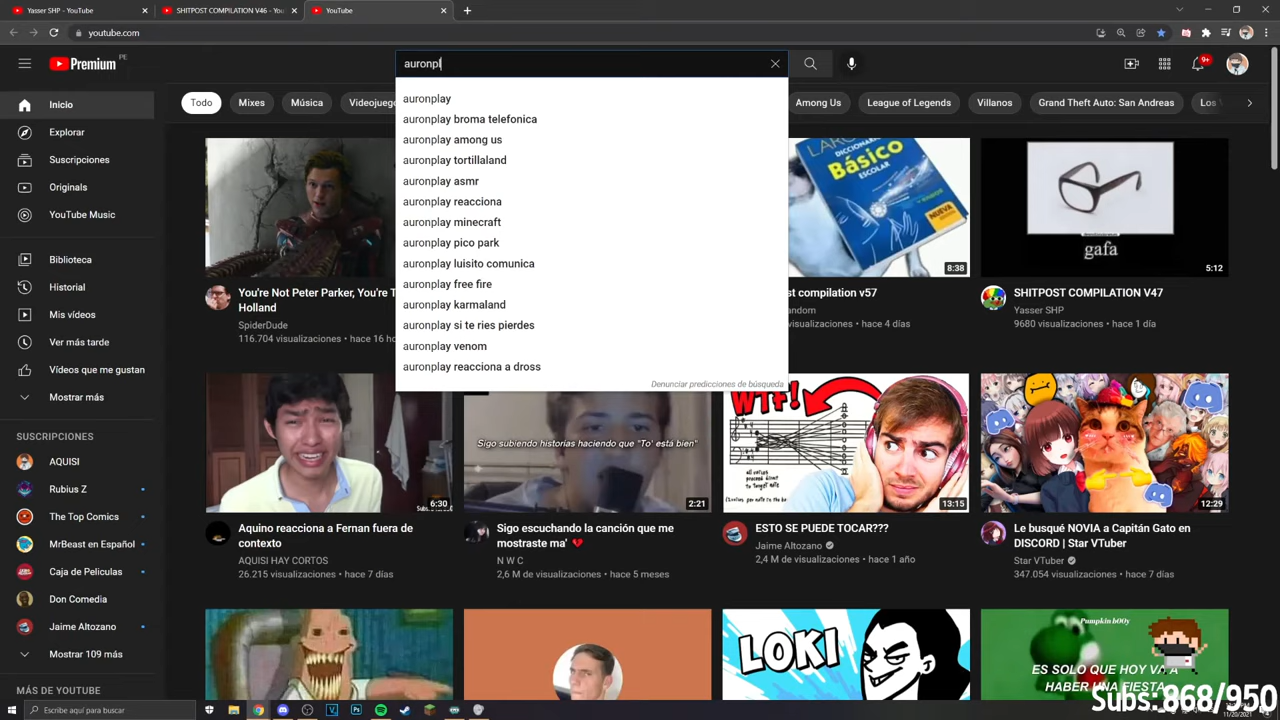 Yasser SHP - YouTube
SHITPOST COMPILATION V46 - You
YouTube
youtube.com
Premium PE
auronpl
9+
Todo
Mixes
Música
Videojueg
Among Us
League of Legends
Villanos
Grand Theft Auto: San Andreas
Los
auronplay
auronplay broma telefonica
auronplay among us
auronplay tortillaland
auronplay asmr
auronplay reacciona
auronplay minecraft
auronplay pico park
auronplay luisito comunica
auronplay free fire
auronplay karmaland
auronplay si te ries pierdes
auronplay venom
auronplay reacciona a dross
Denunciar predicciones de búsqueda
Inicio
Explorar
Suscripciones
Originals
YouTube Music
Biblioteca
Historial
Mis vídeos
Ver más tarde
Vídeos que me gustan
Mostrar más
SUSCRIPCIONES
AQUISI
Rubius Z
The Top Comics
MrBeast en Español
Caja de Películas
Don Comedia
Jaime Altozano
Mostrar 109 más
MÁS DE YOUTUBE
You're Not Peter Parker, You're T
Holland
SpiderDude
116.704 visualizaciones • hace 16 ho
DICCIONARIO
Básico
ESCOLAR
NUEVA
8:38
st compilation v57
andom
zaciones • hace 4 días
gafa
5:12
SHITPOST COMPILATION V47
Yasser SHP
9680 visualizaciones • hace 1 día
6:30
Aquino reacciona a Fernan fuera de
contexto
AQUISI HAY CORTOS
26.215 visualizaciones • hace 7 días
Sigo subiendo historias haciendo que "To' está bien"
2:21
Sigo escuchando la canción que me
mostraste ma' 💔
N W C
2,6 M de visualizaciones • hace 5 meses
WTF!
13:15
ESTO SE PUEDE TOCAR???
Jaime Altozano
2,4 M de visualizaciones • hace 1 año
12:29
Le busqué NOVIA a Capitán Gato en
DISCORD | Star VTuber
Star VTuber
347.054 visualizaciones • hace 7 días
LOKI
Pumpkin b00y
ES SOLO QUE HOY VA A
HABER UNA FIESTA
Subs: 868/950
Escribe aquí para buscar
11/20/2021